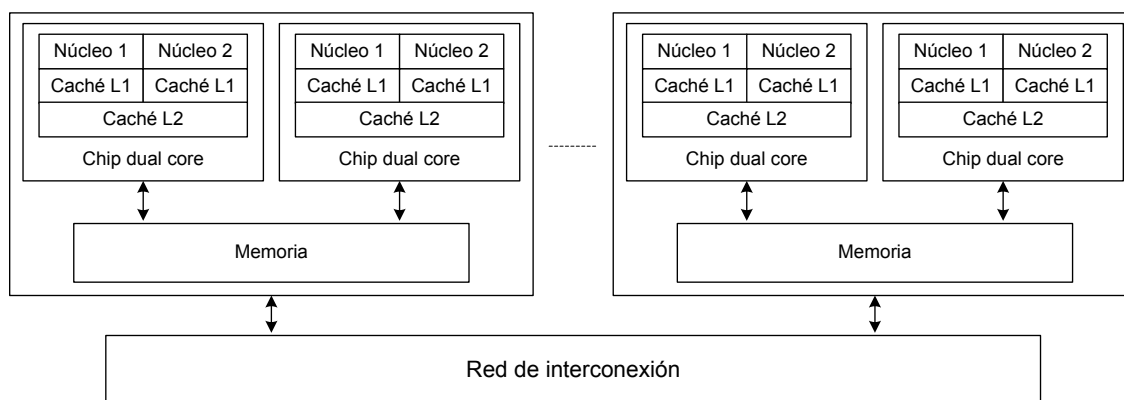 Núcleo 1 Núcleo 2 Núcleo 1 Núcleo 2 Núcleo 1 Núcleo 2 Núcleo 1 Núcleo 2
Caché L1 Caché L1 Caché L1 Caché L1 Caché L1 Caché L1 Caché L1 Caché L1
Caché L2 Caché L2 Caché L2 Caché L2
Chip dual core Chip dual core Chip dual core Chip dual core
Memoria Memoria
Red de interconexión